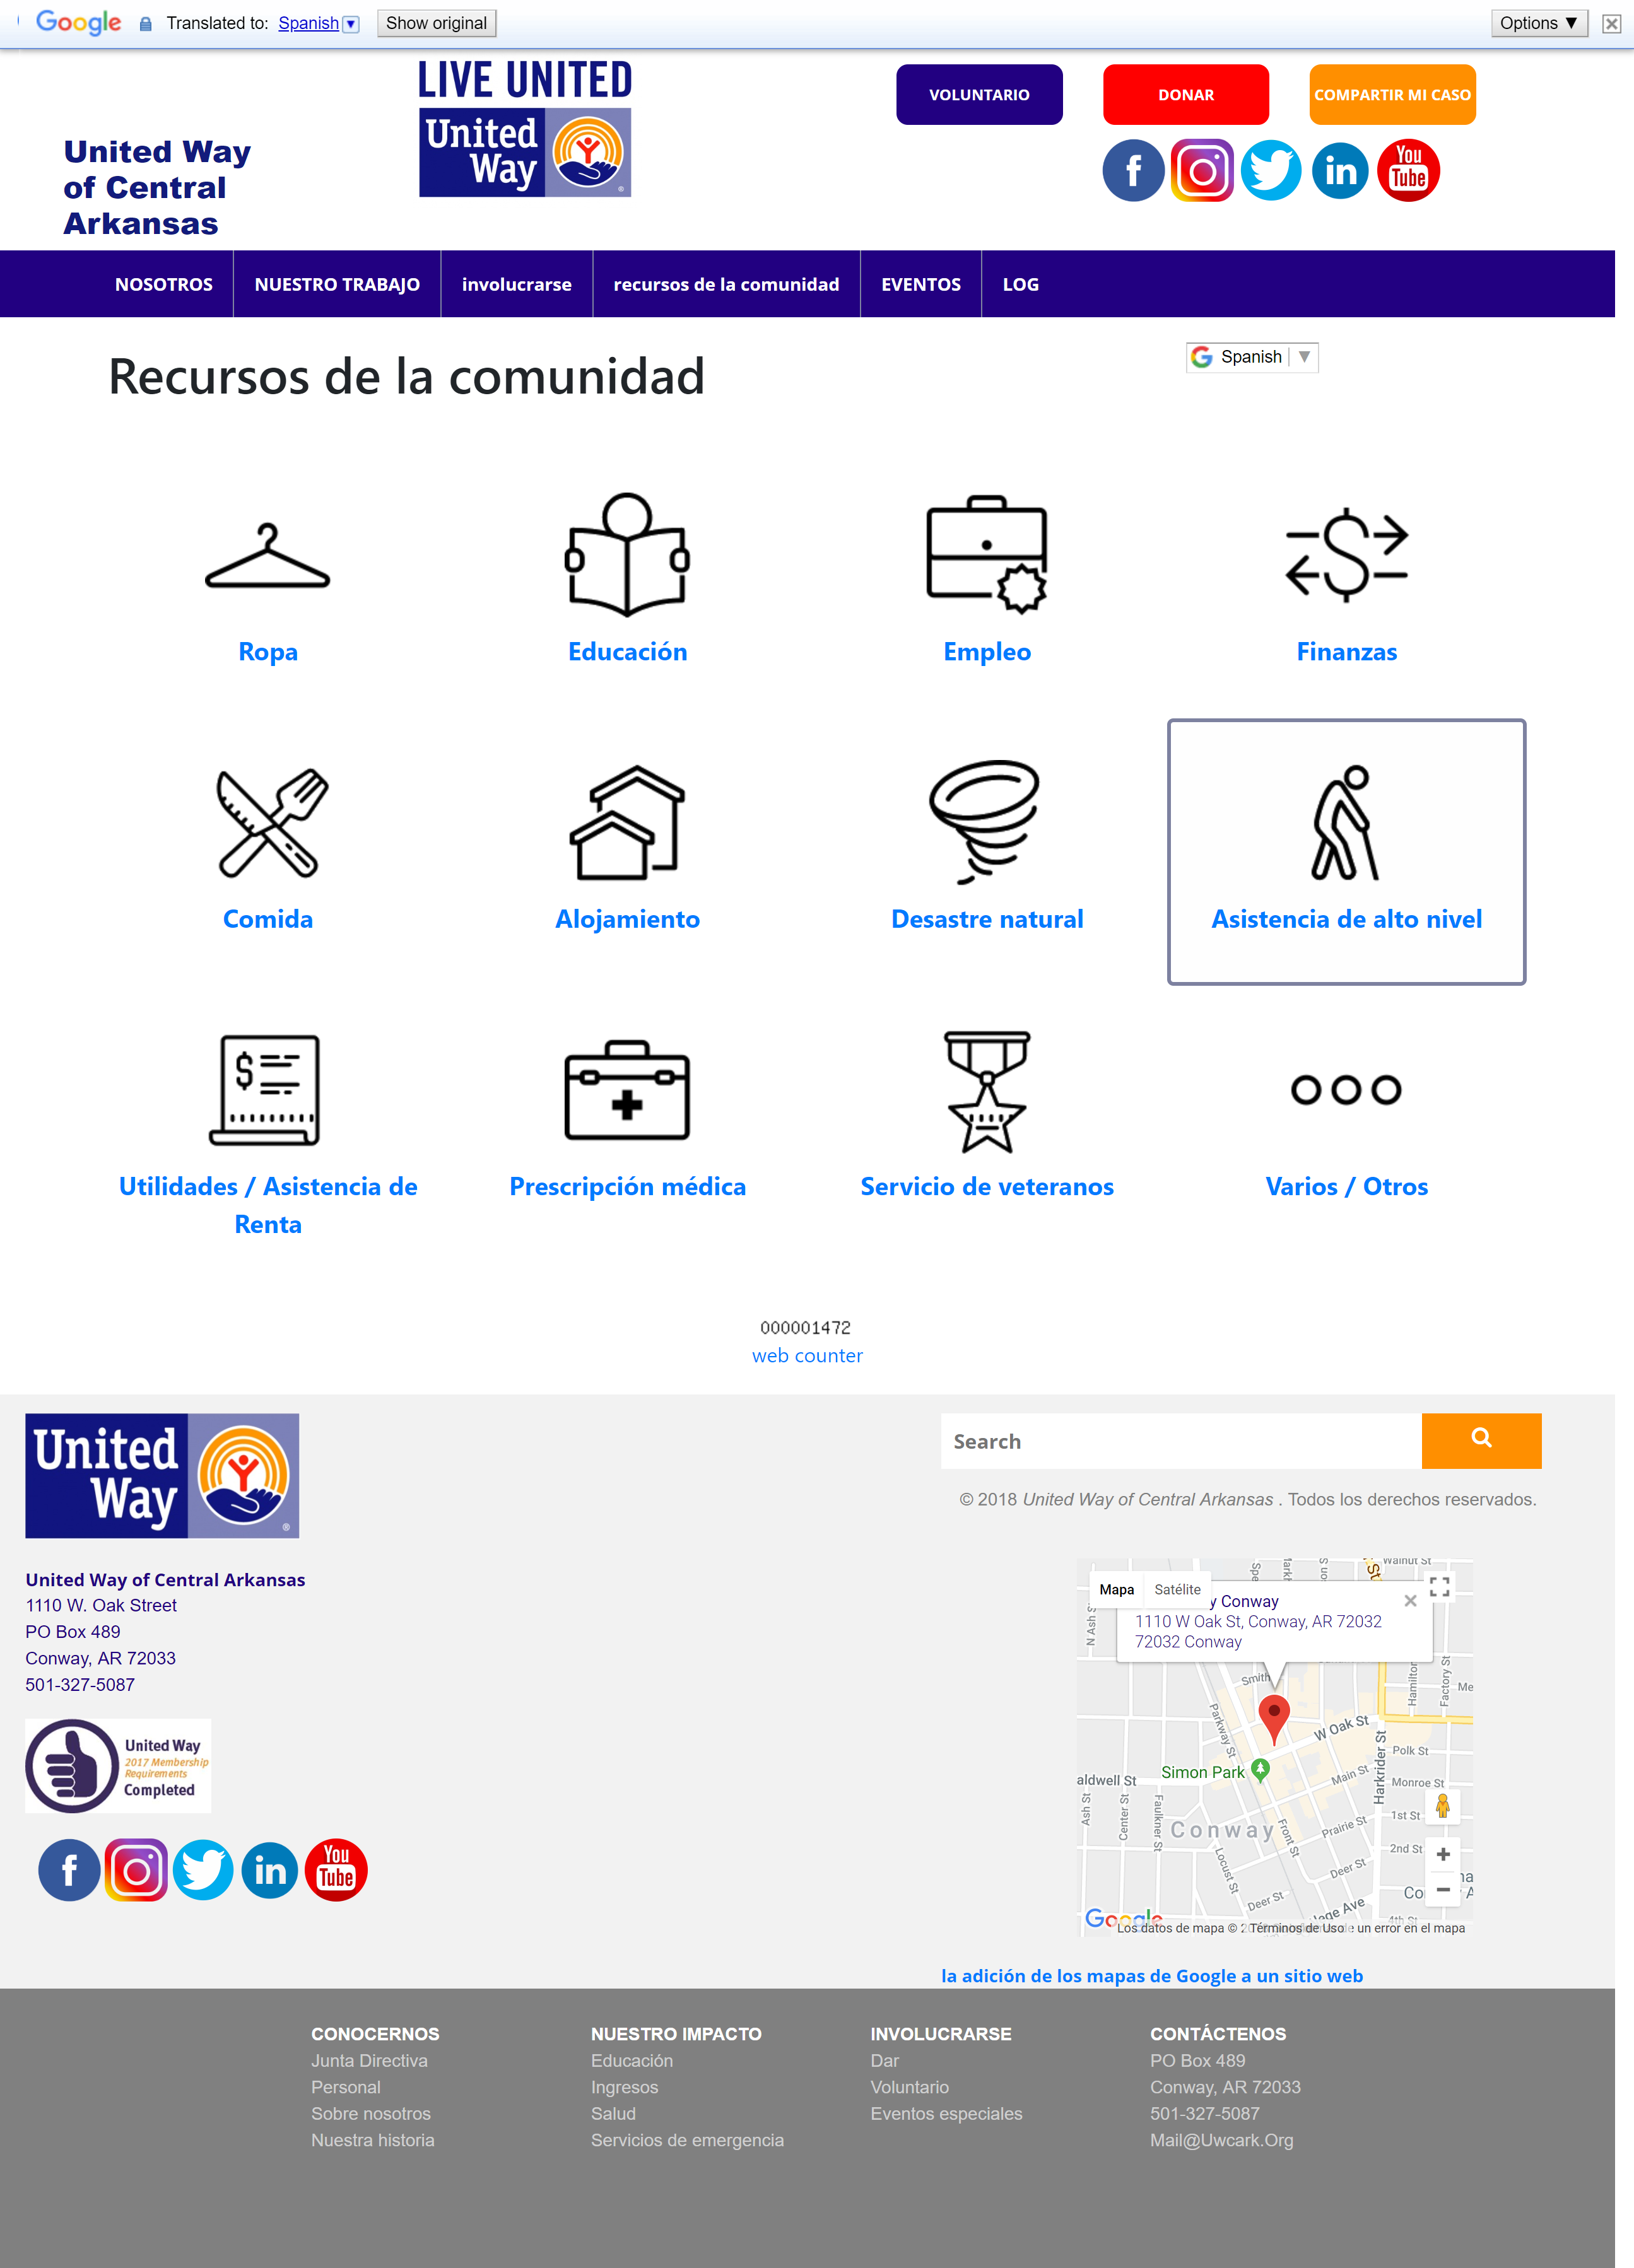 Google Translated to: Spanish Show original Options ▼
LIVE UNITED
United
Way
United Way
of Central
Arkansas
VOLUNTARIO
DONAR
COMPARTIR MI CASO
You
Tube
NOSOTROS
NUESTRO TRABAJO
involucrarse
recursos de la comunidad
EVENTOS
LOG
Recursos de la comunidad
Spanish ▼
Ropa
Educación
Empleo
Finanzas
Comida
Alojamiento
Desastre natural
Asistencia de alto nivel
Utilidades / Asistencia de
Renta
Prescripción médica
Servicio de veteranos
Varios / Otros
000001472
web counter
United
Way
Search
© 2018 United Way of Central Arkansas . Todos los derechos reservados.
United Way of Central Arkansas
1110 W. Oak Street
PO Box 489
Conway, AR 72033
501-327-5087
United Way
2017 Membership
Requirements
Completed
You
Tube
Walnut St
Mapa
Satélite
y Conway
1110 W Oak St, Conway, AR 72032
72032 Conway
N Ash S
Smith
Hamilton
Factory St
Me
Parkway St
W Oak St
Harkrider St
Polk St
Simon Park
Main St
aldwell St
Monroe St
Ash St
Center St
Faulkner St
Conway
Front St
Prairie St
1st St
2nd St
Locust St
Deer St
Deer St
ege Ave
4th St
Google
Los datos de mapa © Términos de Uso un error en el mapa
la adición de los mapas de Google a un sitio web
CONOCERNOS
Junta Directiva
Personal
Sobre nosotros
Nuestra historia
NUESTRO IMPACTO
Educación
Ingresos
Salud
Servicios de emergencia
INVOLUCRARSE
Dar
Voluntario
Eventos especiales
CONTÁCTENOS
PO Box 489
Conway, AR 72033
501-327-5087
Mail@Uwcark.Org